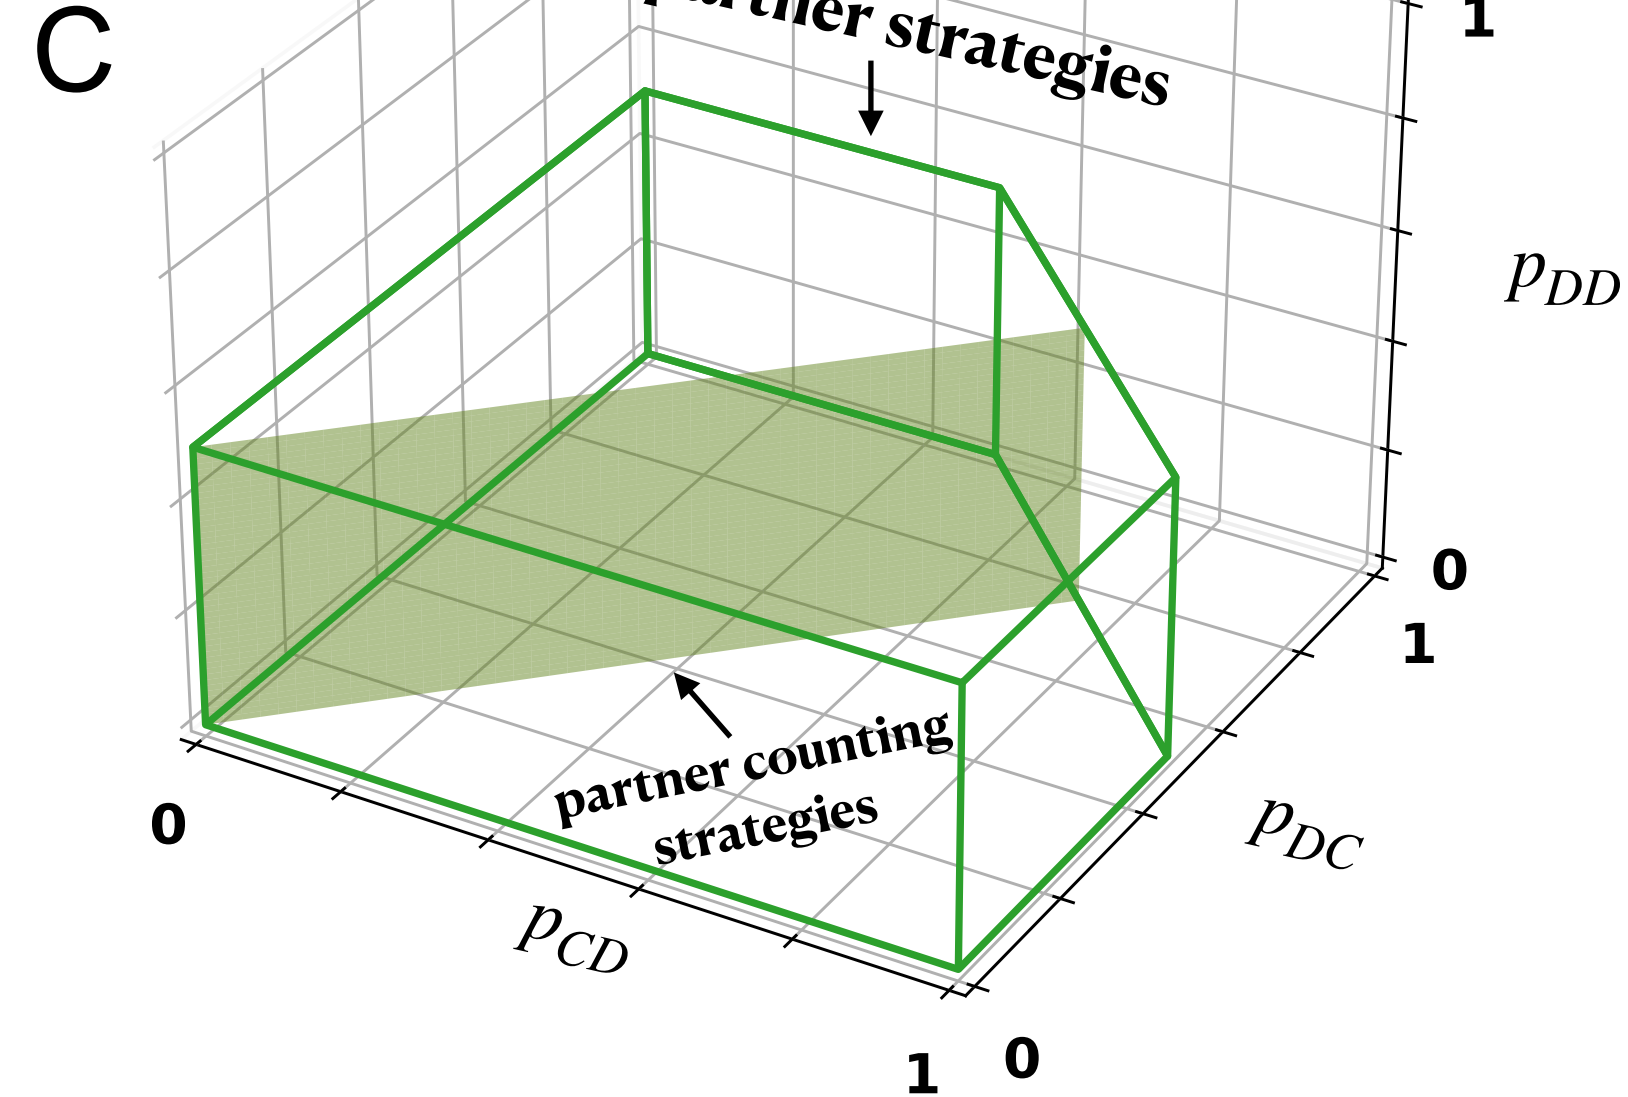 C
strategies
1
p_DD
0
1
partner counting
strategies
p_DC
0
p_CD
1
0